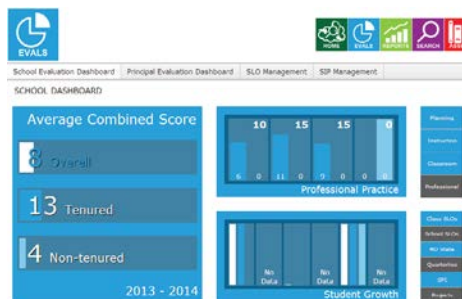 EVALS
HOME EVALS REPORTS SEARCH
School Evaluation Dashboard Principal Evaluation Dashboard SLO Management SIP Management
SCHOOL DASHBOARD
Average Combined Score
8 Overall
13 Tenured
4 Non-tenured
2013 - 2014
10 15 15 0
6 0 11 0 9 0 0 0
Professional Practice
No Data No Data No Data
Student Growth
Planning
Instruction
Classroom
Professional
Class SLOs
School SLOs
Quarterlies
SPI
Projects